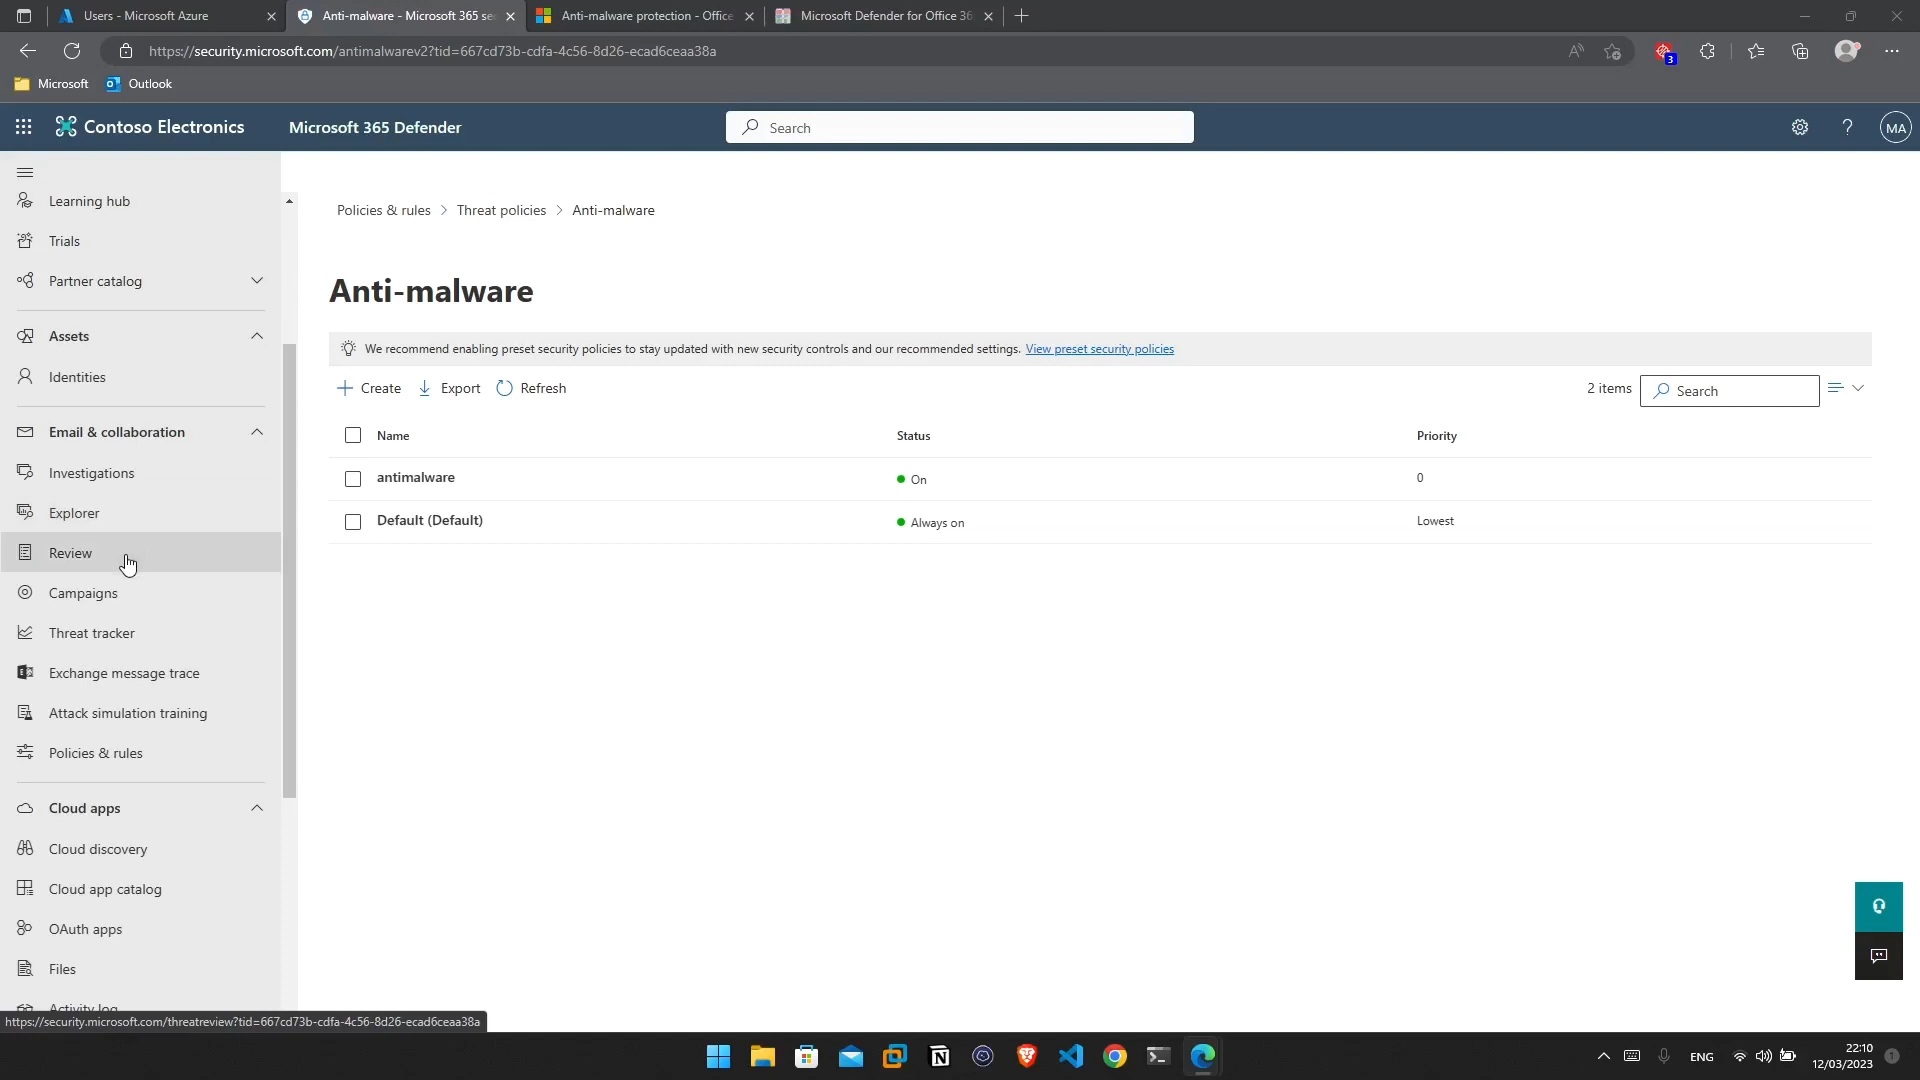 Users - Microsoft Azure
Anti-malware - Microsoft 365 sec
Anti-malware protection - Office
Microsoft Defender for Office 36
https://security.microsoft.com/antimalwarev2?tid=667cd73b-cdfa-4c56-8d26-ecad6ceaa38a
3
Microsoft
Outlook
Contoso Electronics
Microsoft 365 Defender
Search
?
MA
Learning hub
Trials
Partner catalog
Assets
Identities
Email & collaboration
Investigations
Explorer
Review
Campaigns
Threat tracker
Exchange message trace
Attack simulation training
Policies & rules
Cloud apps
Cloud discovery
Cloud app catalog
OAuth apps
Files
Activity log
https://security.microsoft.com/threatreview?tid=667cd73b-cdfa-4c56-8d26-ecad6ceaa38a
Policies & rules > Threat policies > Anti-malware
Anti-malware
We recommend enabling preset security policies to stay updated with new security controls and our recommended settings. View preset security policies
Create Export Refresh 2 items Search
Name Status Priority
antimalware On 0
Default (Default) Always on Lowest
ENG
22:10
12/03/2023
1